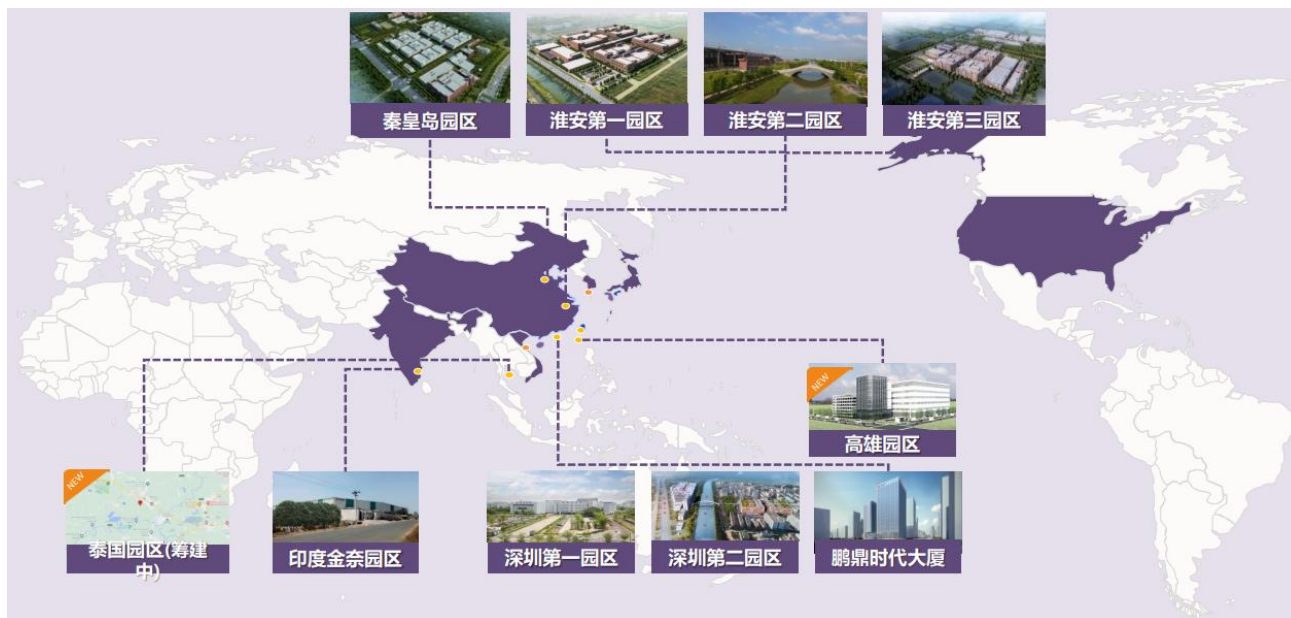 秦皇岛园区
淮安第一园区
淮安第二园区
淮安第三园区
NEW
高雄园区
NEW
泰国园区(筹建
中)
印度金奈园区
深圳第一园区
深圳第二园区
鹏鼎时代大厦